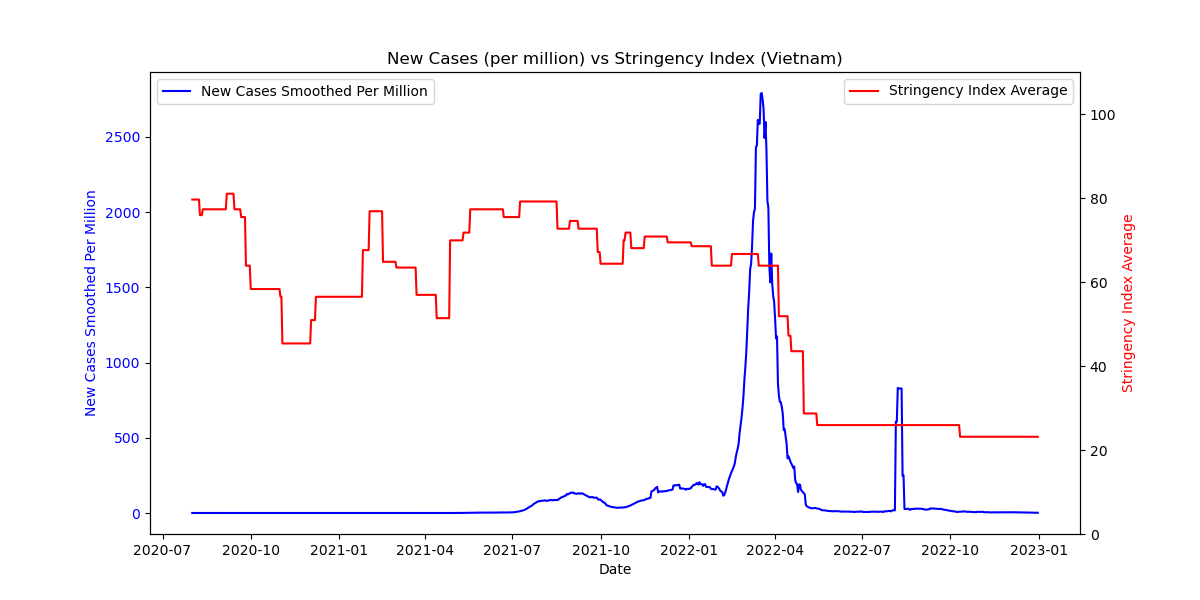 New Cases (per million) vs Stringency Index (Vietnam)
New Cases Smoothed Per Million
Stringency Index Average
New Cases Smoothed Per Million
2500
2000
1500
1000
500
0
100
80
60
40
20
0
Stringency Index Average
2020-07 2020-10 2021-01 2021-04 2021-07 2021-10 2022-01 2022-04 2022-07 2022-10 2023-01
Date